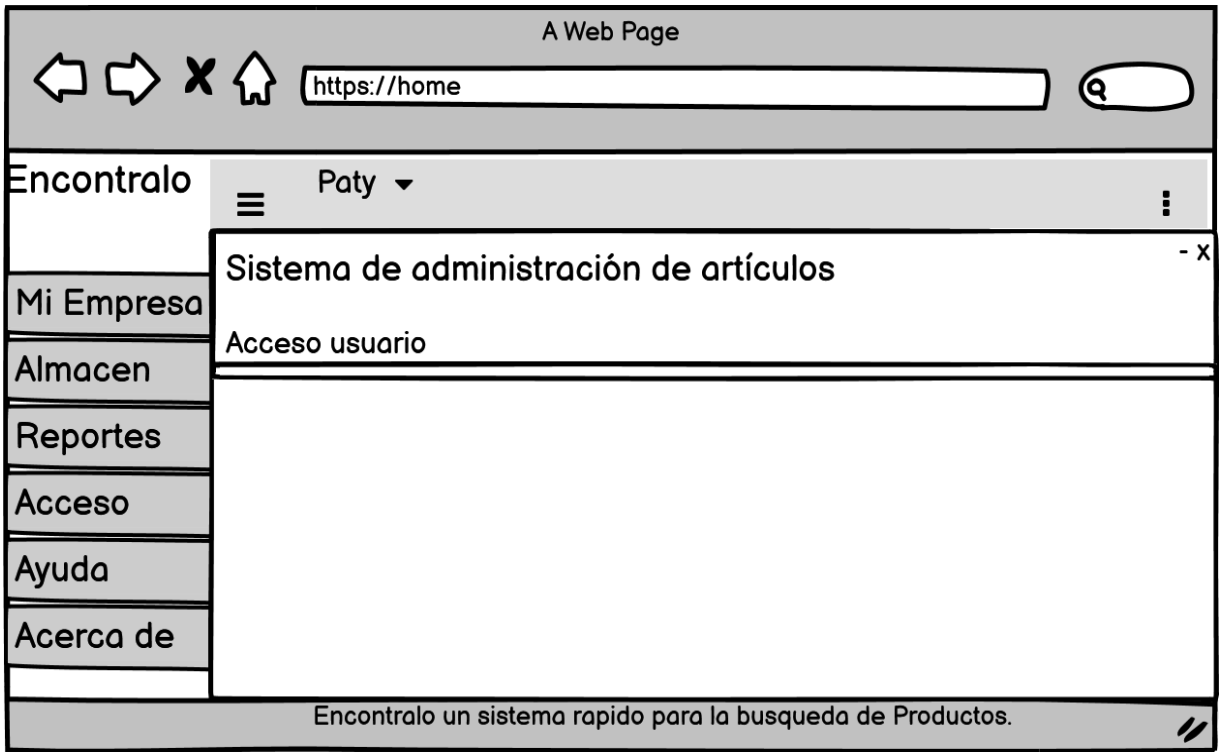 A Web Page
https://home
Encontralo
Paty
- x
Sistema de administración de artículos
Acceso usuario
Mi Empresa
Almacen
Reportes
Acceso
Ayuda
Acerca de
Encontralo un sistema rapido para la busqueda de Productos.